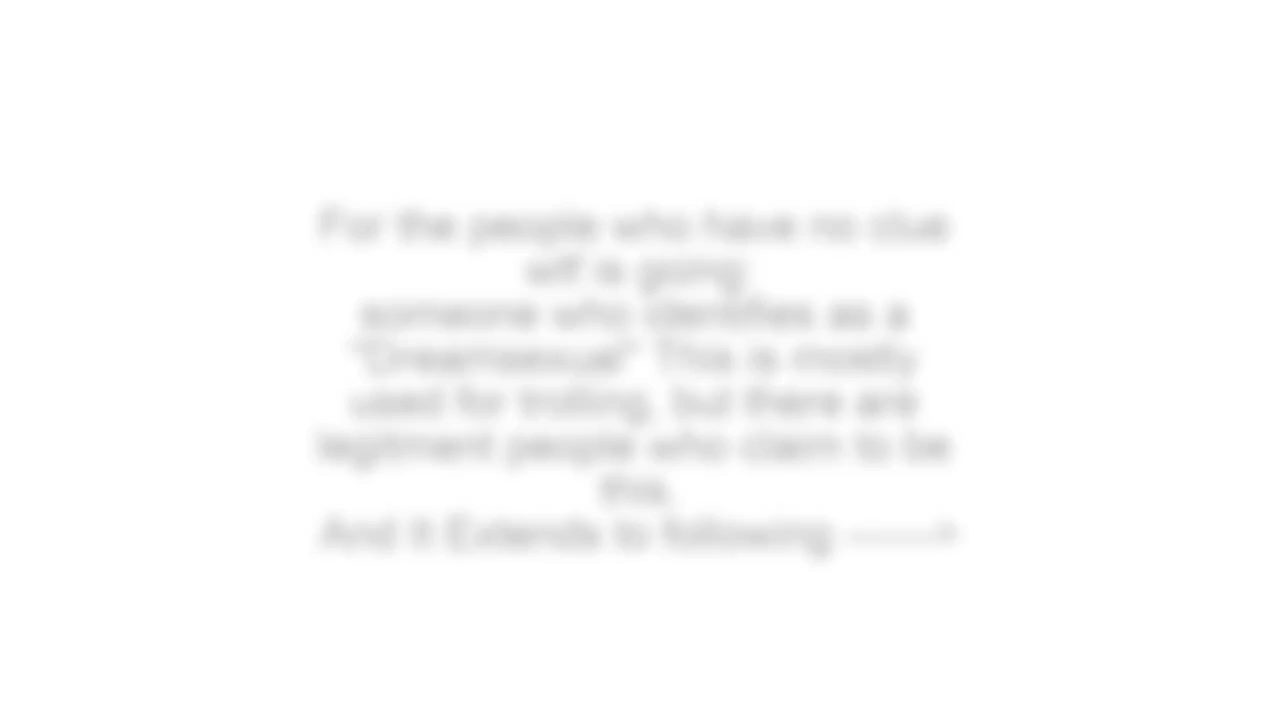 For the people who have no clue
wtf is going:
someone who identifies as a
"Dreamsexual" This is mostly
used for trolling, but there are
legitment people who claim to be
this.
And It Extends to following ------>